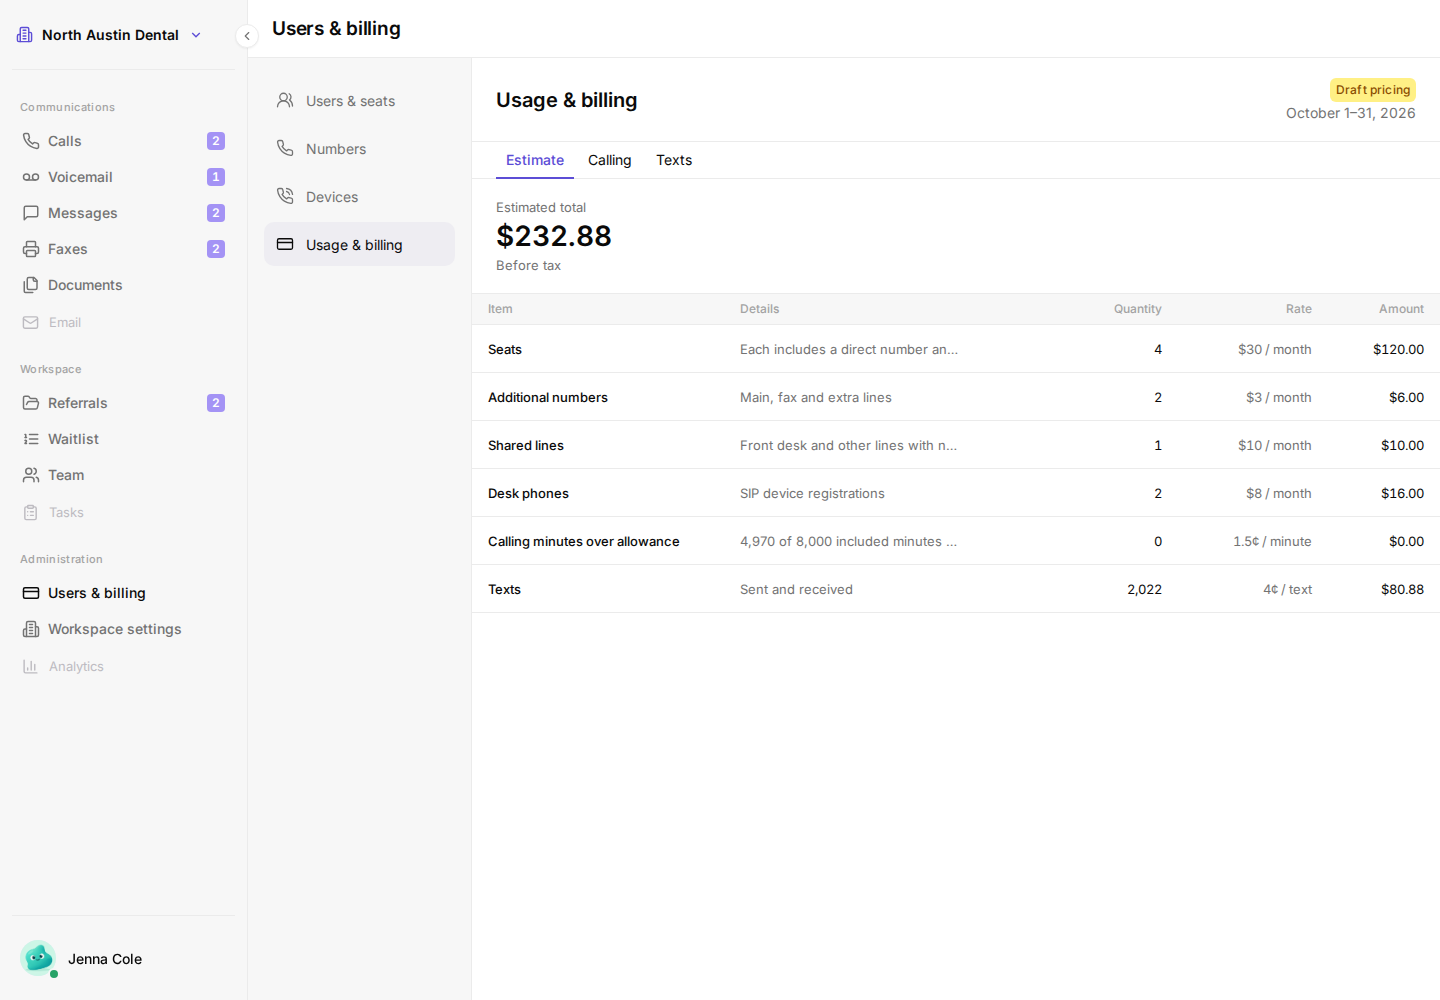 North Austin Dental
Users & billing
Communications
Calls 2
Voicemail 1
Messages 2
Faxes 2
Documents
Email
Workspace
Referrals 2
Waitlist
Team
Tasks
Administration
Users & billing
Workspace settings
Analytics
Jenna Cole
Users & seats
Numbers
Devices
Usage & billing
Usage & billing
Draft pricing
October 1–31, 2026
Estimate Calling Texts
Estimated total
$232.88
Before tax
Item Details Quantity Rate Amount
Seats Each includes a direct number an... 4 $30 / month $120.00
Additional numbers Main, fax and extra lines 2 $3 / month $6.00
Shared lines Front desk and other lines with n... 1 $10 / month $10.00
Desk phones SIP device registrations 2 $8 / month $16.00
Calling minutes over allowance 4,970 of 8,000 included minutes ... 0 1.5¢ / minute $0.00
Texts Sent and received 2,022 4¢ / text $80.88